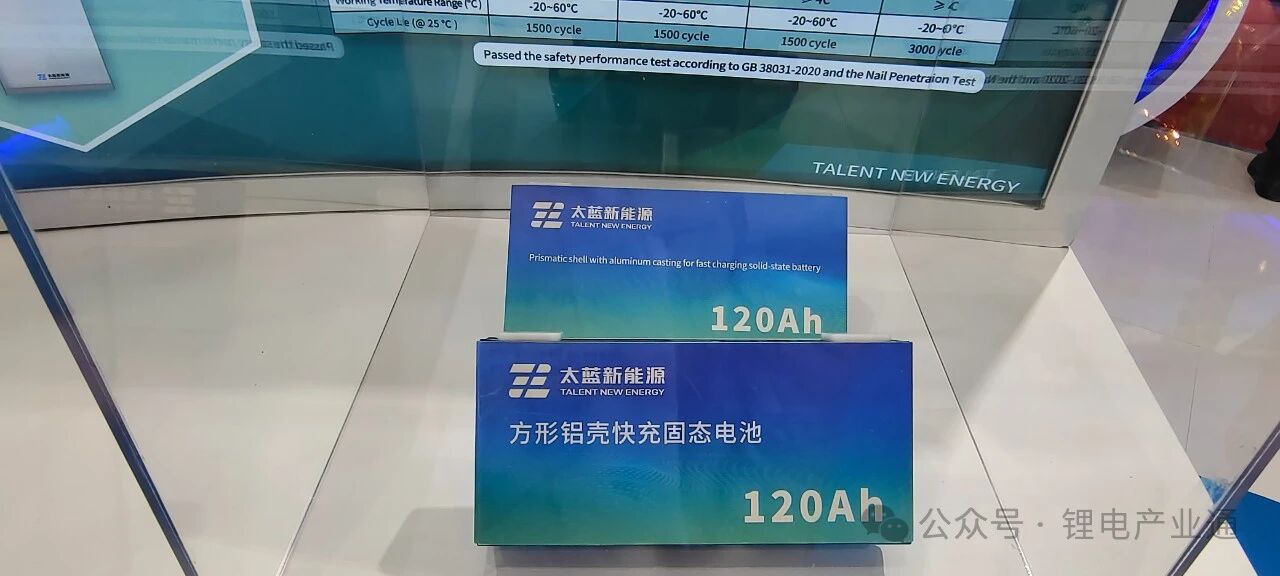 Working Temperature Range (℃)
-20~60℃
-20~60℃
-20~60℃
Cycle Life (@ 25 ℃)
1500 cycle
1500 cycle
1500 cycle
3000 cycle
Passed the safety performance test according to GB 38031-2020 and the Nail Penetraion Test
TALENT NEW ENERGY
太蓝新能源
TALENT NEW ENERGY
Prismatic shell with aluminum casting for fast charging solid-state battery
120Ah
太蓝新能源
TALENT NEW ENERGY
方形铝壳快充固态电池
120Ah
公众号·锂电产业通